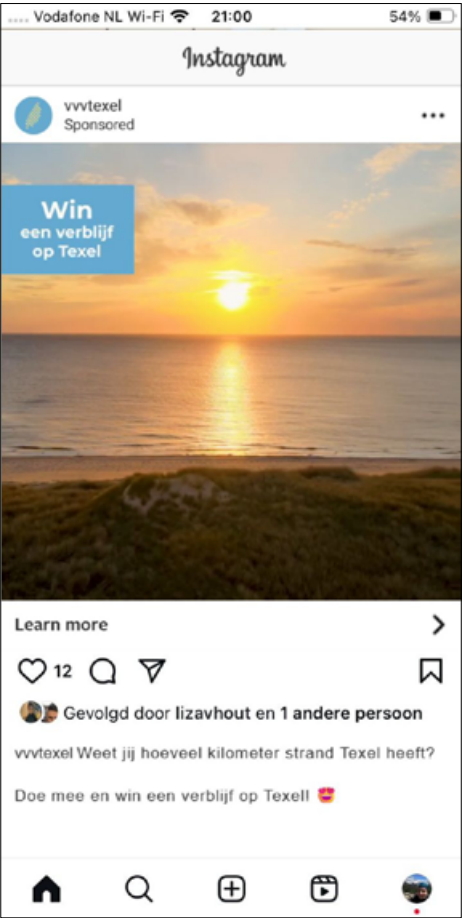 .... Vodafone NL Wi-Fi 21:00 54%
Instagram
vvvtexel
Sponsored
Win
een verblijf
op Texel
Learn more
12
Gevolgd door lizavhout en 1 andere persoon
vvvtexel Weet jij hoeveel kilometer strand Texel heeft?
Doe mee en win een verblijf op Texel! 😍